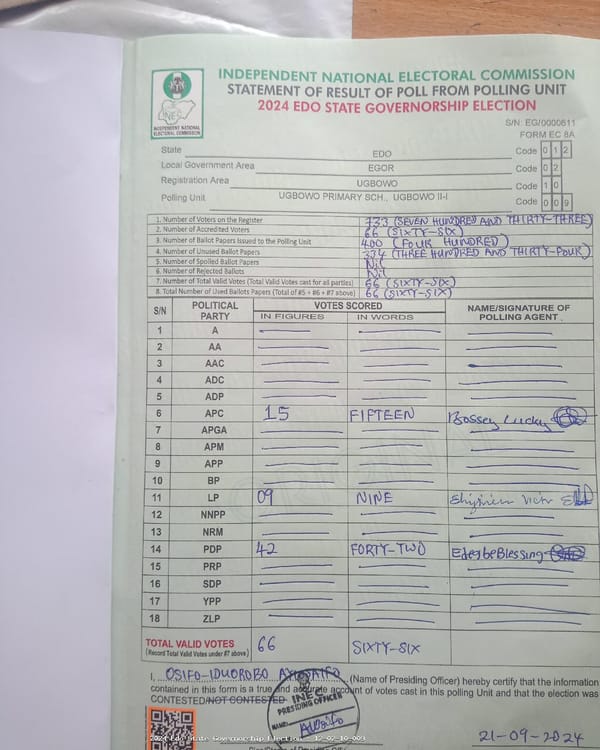 INDEPENDENT NATIONAL ELECTORAL COMMISSION
STATEMENT OF RESULT OF POLL FROM POLLING UNIT
2024 EDO STATE GOVERNORSHIP ELECTION
INEC
INDEPENDENT NATIONAL
ELECTORAL COMMISSION
S/N EG/0000611
FORM EC 8A
State EDO Code 0 1 2
Local Government Area EGOR Code 0 2
Registration Area UGBOWO Code 1 0
Polling Unit UGBOWO PRIMARY SCH., UGBOWO II-I Code 0 0 9
1. Number of Voters on the Register 733 (SEVEN HUNDRED AND THIRTY-THREE)
2. Number of Accredited Voters 66 (SIXTY-SIX)
3. Number of Ballot Papers Issued to the Polling Unit 400 (FOUR HUNDRED)
4. Number of Unused Ballot Papers 334 (THREE HUNDRED AND THIRTY-FOUR)
5. Number of Spoiled Ballot Papers Nil
6. Number of Rejected Ballots Nil
7. Number of Total Valid Votes (Total Valid Votes cast for all parties) 66 (SIXTY-SIX)
8. Total Number of Used Ballots Papers (Total of #5 + #6 + #7 above) 66 (SIXTY-SIX)
S/N POLITICAL PARTY VOTES SCORED NAME/SIGNATURE OF POLLING AGENT
IN FIGURES IN WORDS
1 A
2 AA
3 AAC
4 ADC
5 ADP
6 APC 15 FIFTEEN Bossey Lucky
7 APGA
8 APM
9 APP
10 BP
11 LP 09 NINE
12 NNPP
13 NRM
14 PDP 42 FORTY-TWO Blessing
15 PRP
16 SDP
17 YPP
18 ZLP
TOTAL VALID VOTES 66 SIXTY-SIX
(Record Total Valid Votes under #7 above)
I, OSIFO-IDUOROBO (Name of Presiding Officer) hereby certify that the information
contained in this form is a true and accurate account of votes cast in this polling Unit and that the election was
CONTESTED/NOT CONTESTED
INEC
PRESIDING OFFICER
NAME:
21-09-2024
2024 Edo State Governorship Election - 12-02-10-009